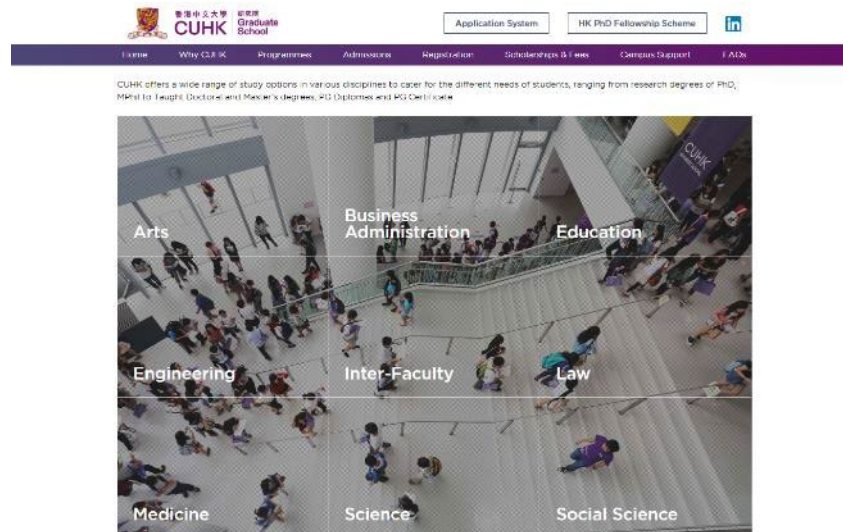 香港中文大學
CUHK
研究院
Graduate
School
Application System
HK PhD Fellowship Scheme
in
Home
Why CUHK
Programmes
Admissions
Registration
Scholarships & Fees
Campus Support
FAQs
CUHK offers a wide range of study options in various disciplines to cater for the different needs of students, ranging from research degrees of PhD,
MPhil to Taught Doctoral and Master's degrees, PG Diplomas and PG Certificate
CUHK
Arts
Business
Administration
Education
Engineering
Inter-Faculty
Law
Medicine
Science
Social Science